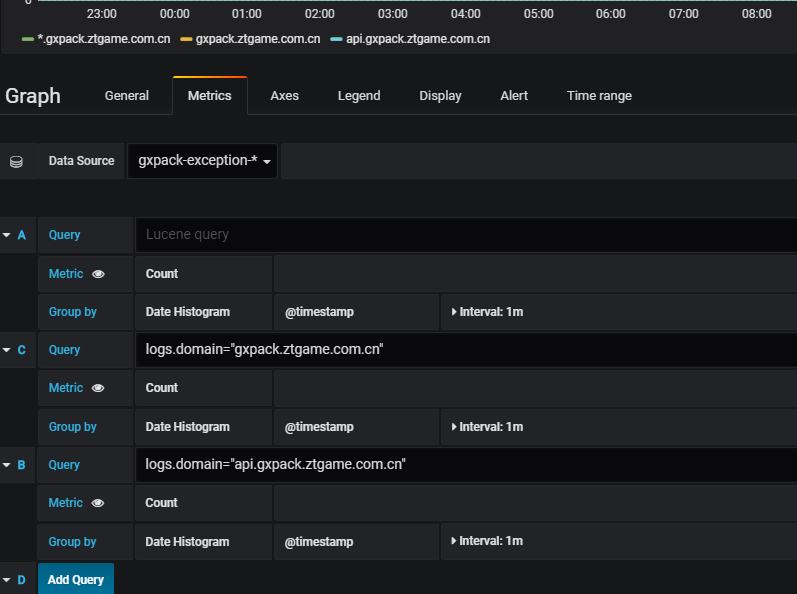 0
23:00 00:00 01:00 02:00 03:00 04:00 05:00 06:00 07:00 08:00
*.gxpack.ztgame.com.cn gxpack.ztgame.com.cn api.gxpack.ztgame.com.cn
Graph General Metrics Axes Legend Display Alert Time range
Data Source gxpack-exception-*
A Query Lucene query
Metric Count
Group by Date Histogram @timestamp Interval: 1m
C Query logs.domain="gxpack.ztgame.com.cn"
Metric Count
Group by Date Histogram @timestamp Interval: 1m
B Query logs.domain="api.gxpack.ztgame.com.cn"
Metric Count
Group by Date Histogram @timestamp Interval: 1m
D Add Query